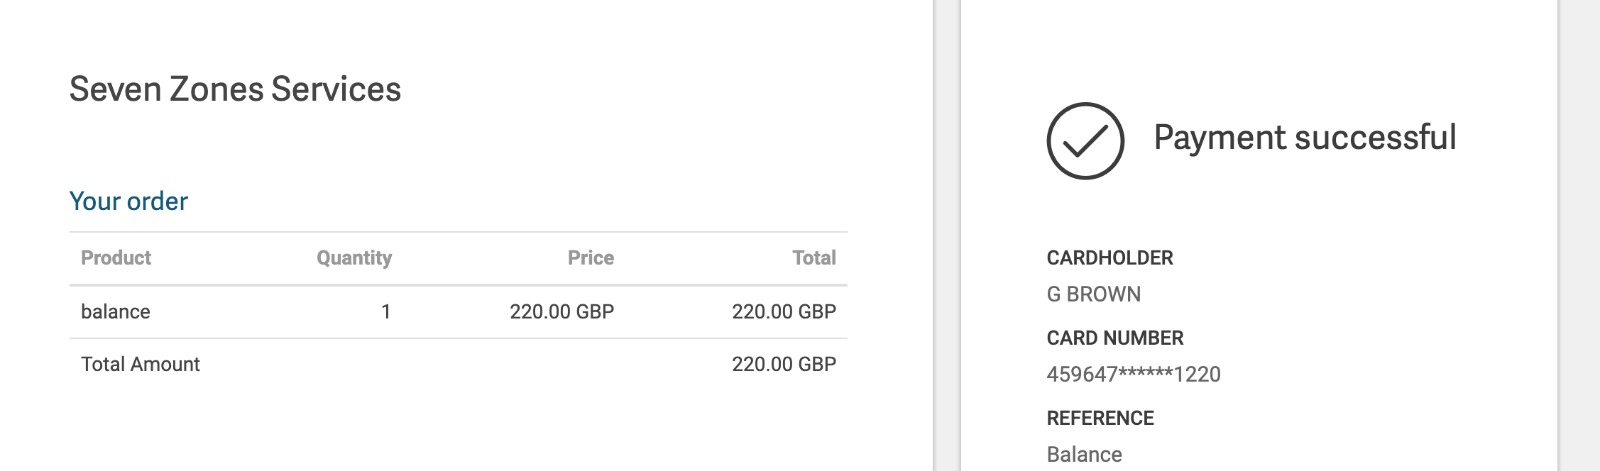 Seven Zones Services
Your order
Product Quantity Price Total
balance 1 220.00 GBP 220.00 GBP
Total Amount 220.00 GBP
Payment successful
CARDHOLDER
G BROWN
CARD NUMBER
459647******1220
REFERENCE
Balance